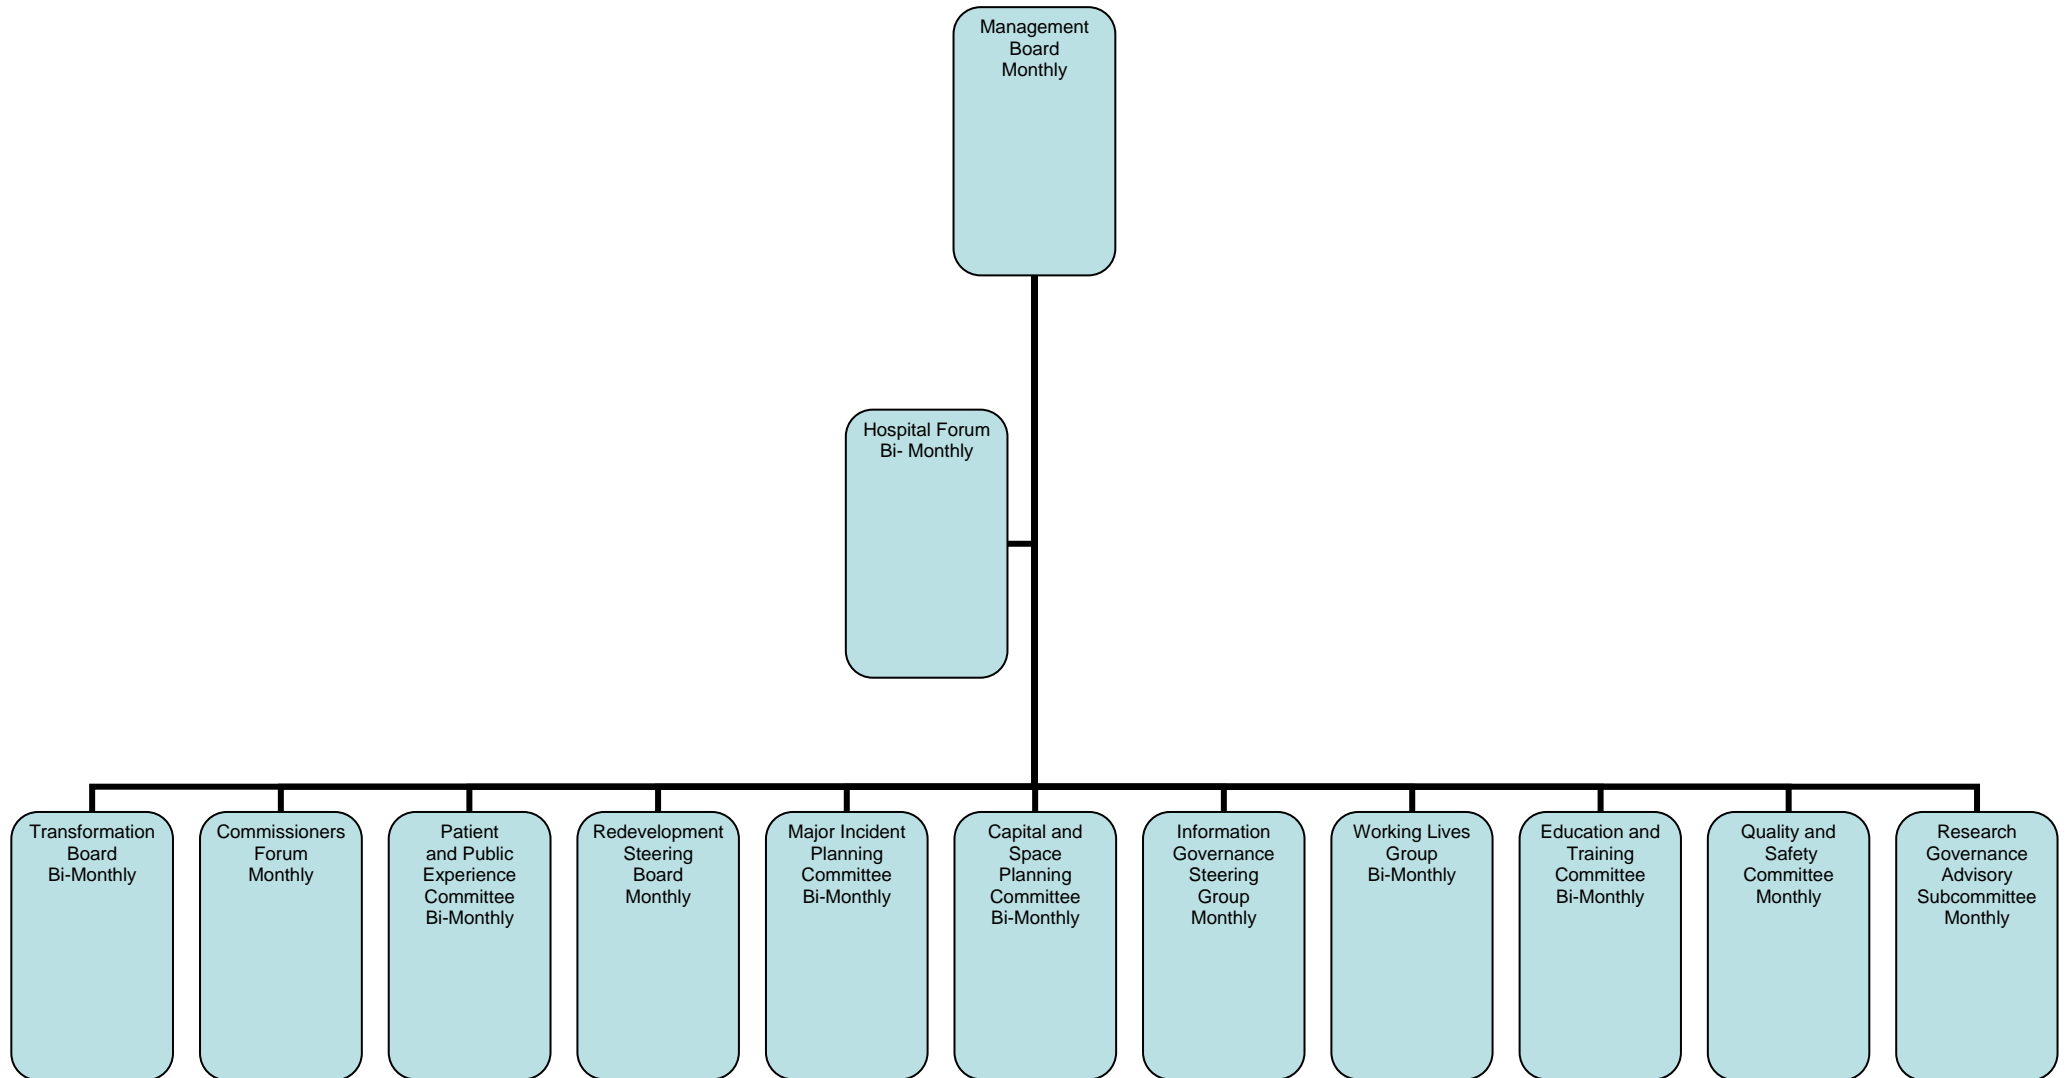 Management
Board
Monthly
Hospital Forum
Bi- Monthly
Transformation
Board
Bi-Monthly
Commissioners
Forum
Monthly
Patient
and Public
Experience
Committee
Bi-Monthly
Redevelopment
Steering
Board
Monthly
Major Incident
Planning
Committee
Bi-Monthly
Capital and
Space
Planning
Committee
Bi-Monthly
Information
Governance
Steering
Group
Monthly
Working Lives
Group
Bi-Monthly
Education and
Training
Committee
Bi-Monthly
Quality and
Safety
Committee
Monthly
Research
Governance
Advisory
Subcommittee
Monthly